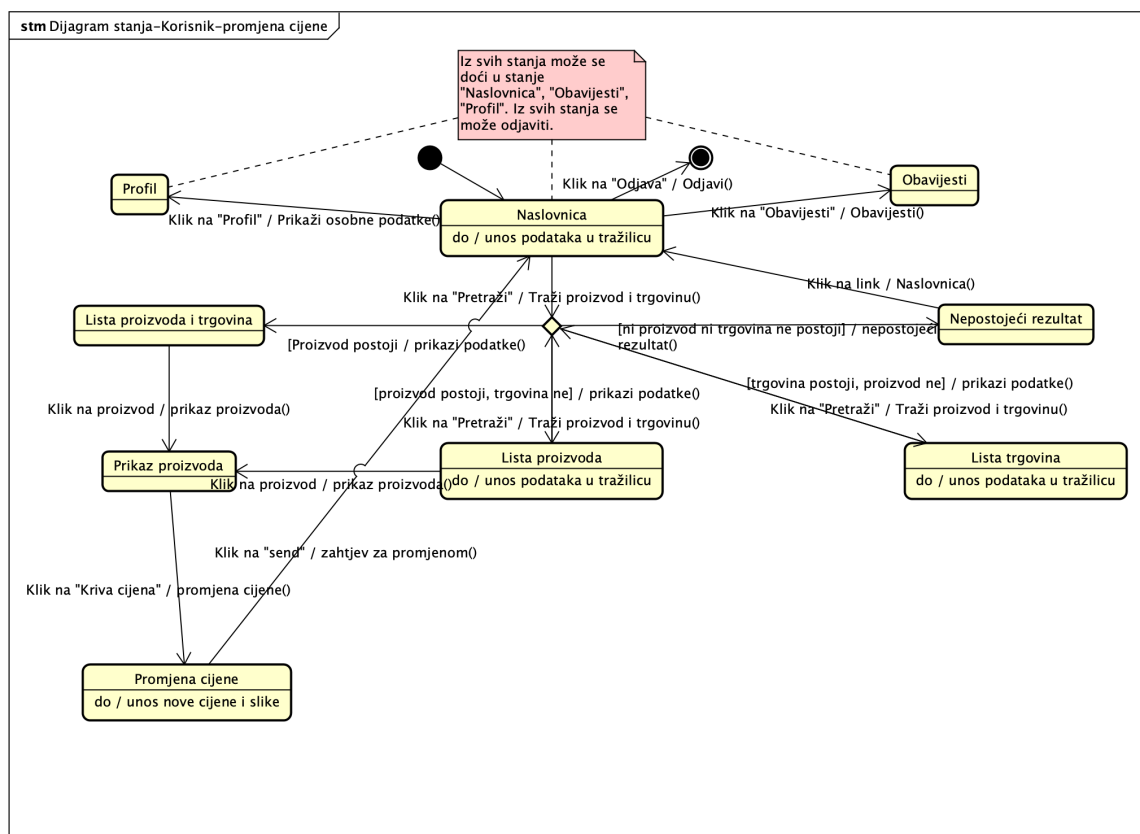 stm Dijagram stanja-Korisnik-promjena cijene
Iz svih stanja može se
doći u stanje
"Naslovnica", "Obavijesti",
"Profil". Iz svih stanja se
može odjaviti.
Profil
Klik na "Odjava" / Odjavi()
Obavijesti
Klik na "Profil" / Prikaži osobne podatke()
Naslovnica
do / unos podataka u tražilicu
Klik na "Obavijesti" / Obavijesti()
Klik na link / Naslovnica()
Klik na "Pretraži" / Traži proizvod i trgovinu()
Lista proizvoda i trgovina
Nepostojeći rezultat
[ni proizvod ni trgovina ne postoji] / nepostojeći
rezultat()
[Proizvod postoji / prikazi podatke()
[proizvod postoji, trgovina ne] / prikazi podatke()
[trgovina postoji, proizvod ne] / prikazi podatke()
Klik na proizvod / prikaz proizvoda()
Klik na "Pretraži" / Traži proizvod i trgovinu()
Klik na "Pretraži" / Traži proizvod i trgovinu()
Prikaz proizvoda
Lista proizvoda
do / unos podataka u tražilicu
Lista trgovina
do / unos podataka u tražilicu
Klik na proizvod / prikaz proizvoda()
Klik na "send" / zahtjev za promjenom()
Klik na "Kriva cijena" / promjena cijene()
Promjena cijene
do / unos nove cijene i slike